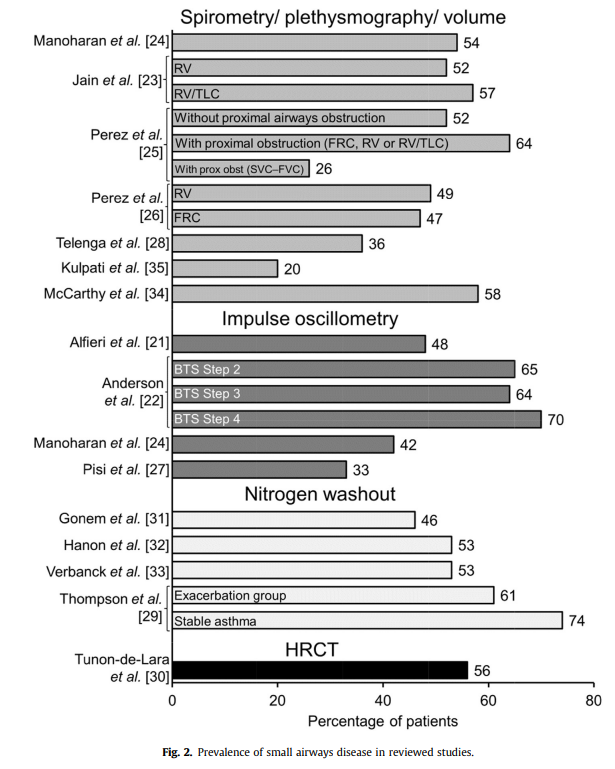 Spirometry/ plethysmography/ volume
Manoharan et al. [24] 54
Jain et al. [23]
RV 52
RV/TLC 57
Perez et al.
[25]
Without proximal airways obstruction 52
With proximal obstruction (FRC, RV or RV/TLC) 64
With prox obst (SVC–FVC) 26
Perez et al.
[26]
RV 49
FRC 47
Telenga et al. [28] 36
Kulpati et al. [35] 20
McCarthy et al. [34] 58
Impulse oscillometry
Alfieri et al. [21] 48
Anderson
et al. [22]
BTS Step 2 65
BTS Step 3 64
BTS Step 4 70
Manoharan et al. [24] 42
Pisi et al. [27] 33
Nitrogen washout
Gonem et al. [31] 46
Hanon et al. [32] 53
Verbanck et al. [33] 53
Thompson et al.
[29]
Exacerbation group 61
Stable asthma 74
HRCT
Tunon-de-Lara
et al. [30] 56
0 20 40 60 80
Percentage of patients
Fig. 2. Prevalence of small airways disease in reviewed studies.